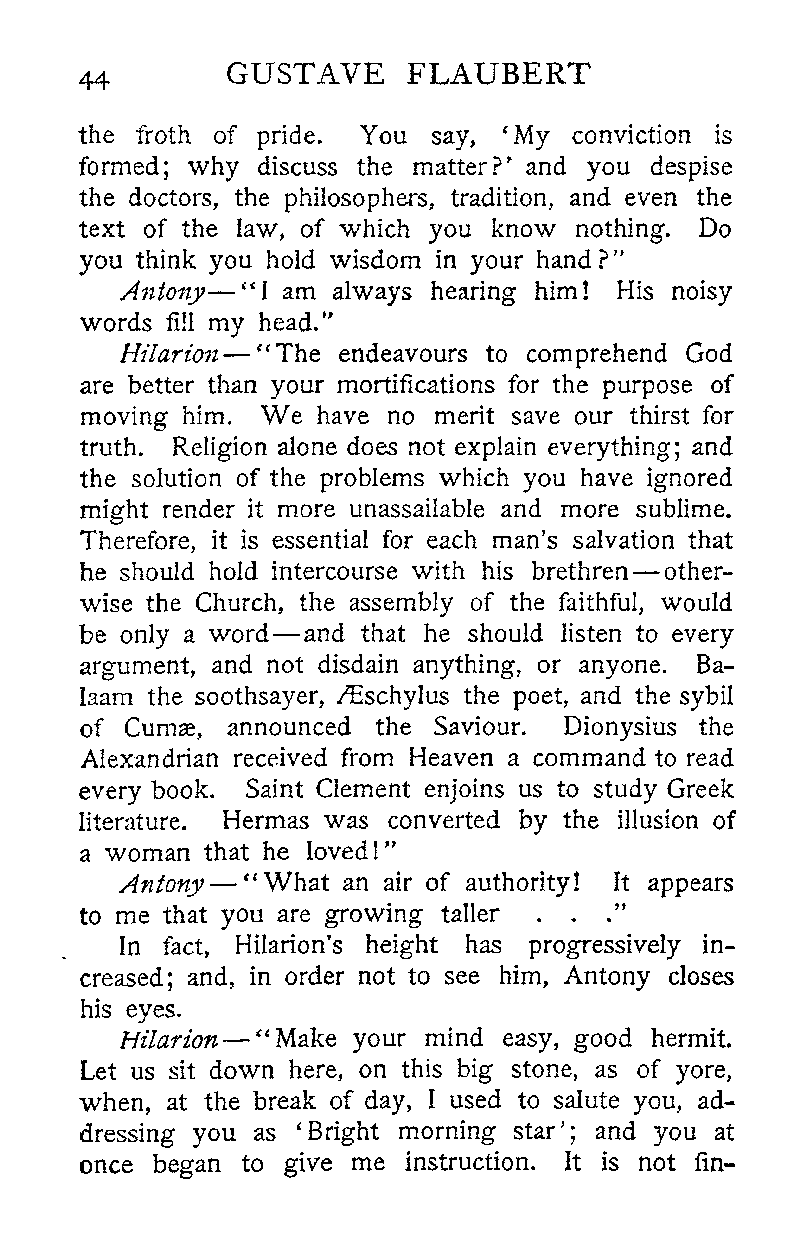 44 GUSTAVE FLAUBERT
the froth of pride. You say, ‘My conviction is
formed; why discuss the matter?’ and you despise
the doctors, the philosophers, tradition, and even the
text of the law, of which you know nothing. Do
you think you hold wisdom in your hand?”
Antony—“I am always hearing him! His noisy
words fill my head.”
Hilarion—“The endeavours to comprehend God
are better than your mortifications for the purpose of
moving him. We have no merit save our thirst for
truth. Religion alone does not explain everything; and
the solution of the problems which you have ignored
might render it more unassailable and more sublime.
Therefore, it is essential for each man’s salvation that
he should hold intercourse with his brethren—other-
wise the Church, the assembly of the faithful, would
be only a word—and that he should listen to every
argument, and not disdain anything, or anyone. Ba-
laam the soothsayer, Æschylus the poet, and the sybil
of Cumæ, announced the Saviour. Dionysius the
Alexandrian received from Heaven a command to read
every book. Saint Clement enjoins us to study Greek
literature. Hermas was converted by the illusion of
a woman that he loved!”
Antony—“What an air of authority! It appears
to me that you are growing taller . . .”
In fact, Hilarion’s height has progressively in-
creased; and, in order not to see him, Antony closes
his eyes.
Hilarion—“Make your mind easy, good hermit.
Let us sit down here, on this big stone, as of yore,
when, at the break of day, I used to salute you, ad-
dressing you as ‘Bright morning star’; and you at
once began to give me instruction. It is not fin-